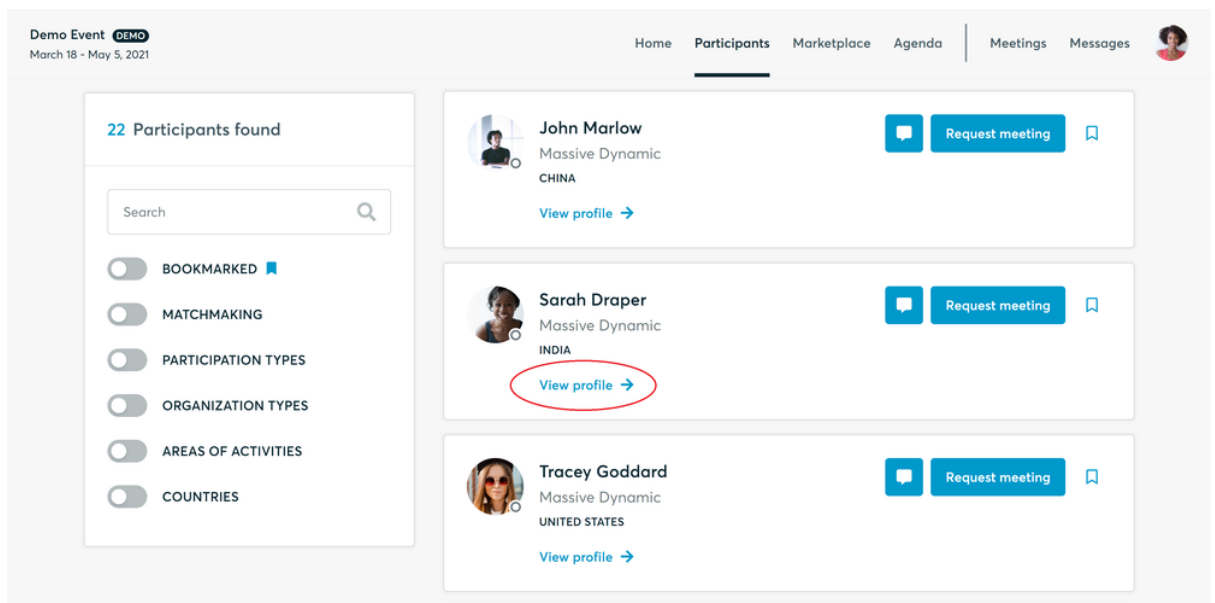 Demo Event DEMO
March 18 - May 5, 2021
Home Participants Marketplace Agenda Meetings Messages
22 Participants found
Search
BOOKMARKED
MATCHMAKING
PARTICIPATION TYPES
ORGANIZATION TYPES
AREAS OF ACTIVITIES
COUNTRIES
John Marlow
Massive Dynamic
CHINA
View profile
Request meeting
Sarah Draper
Massive Dynamic
INDIA
View profile
Request meeting
Tracey Goddard
Massive Dynamic
UNITED STATES
View profile
Request meeting